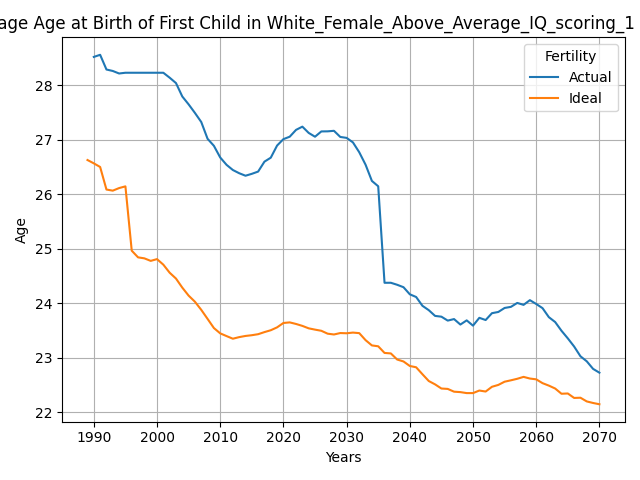 age Age at Birth of First Child in White_Female_Above_Average_IQ_scoring_1
Fertility
Actual
Ideal
Age
28
27
26
25
24
23
22
1990 2000 2010 2020 2030 2040 2050 2060 2070
Years